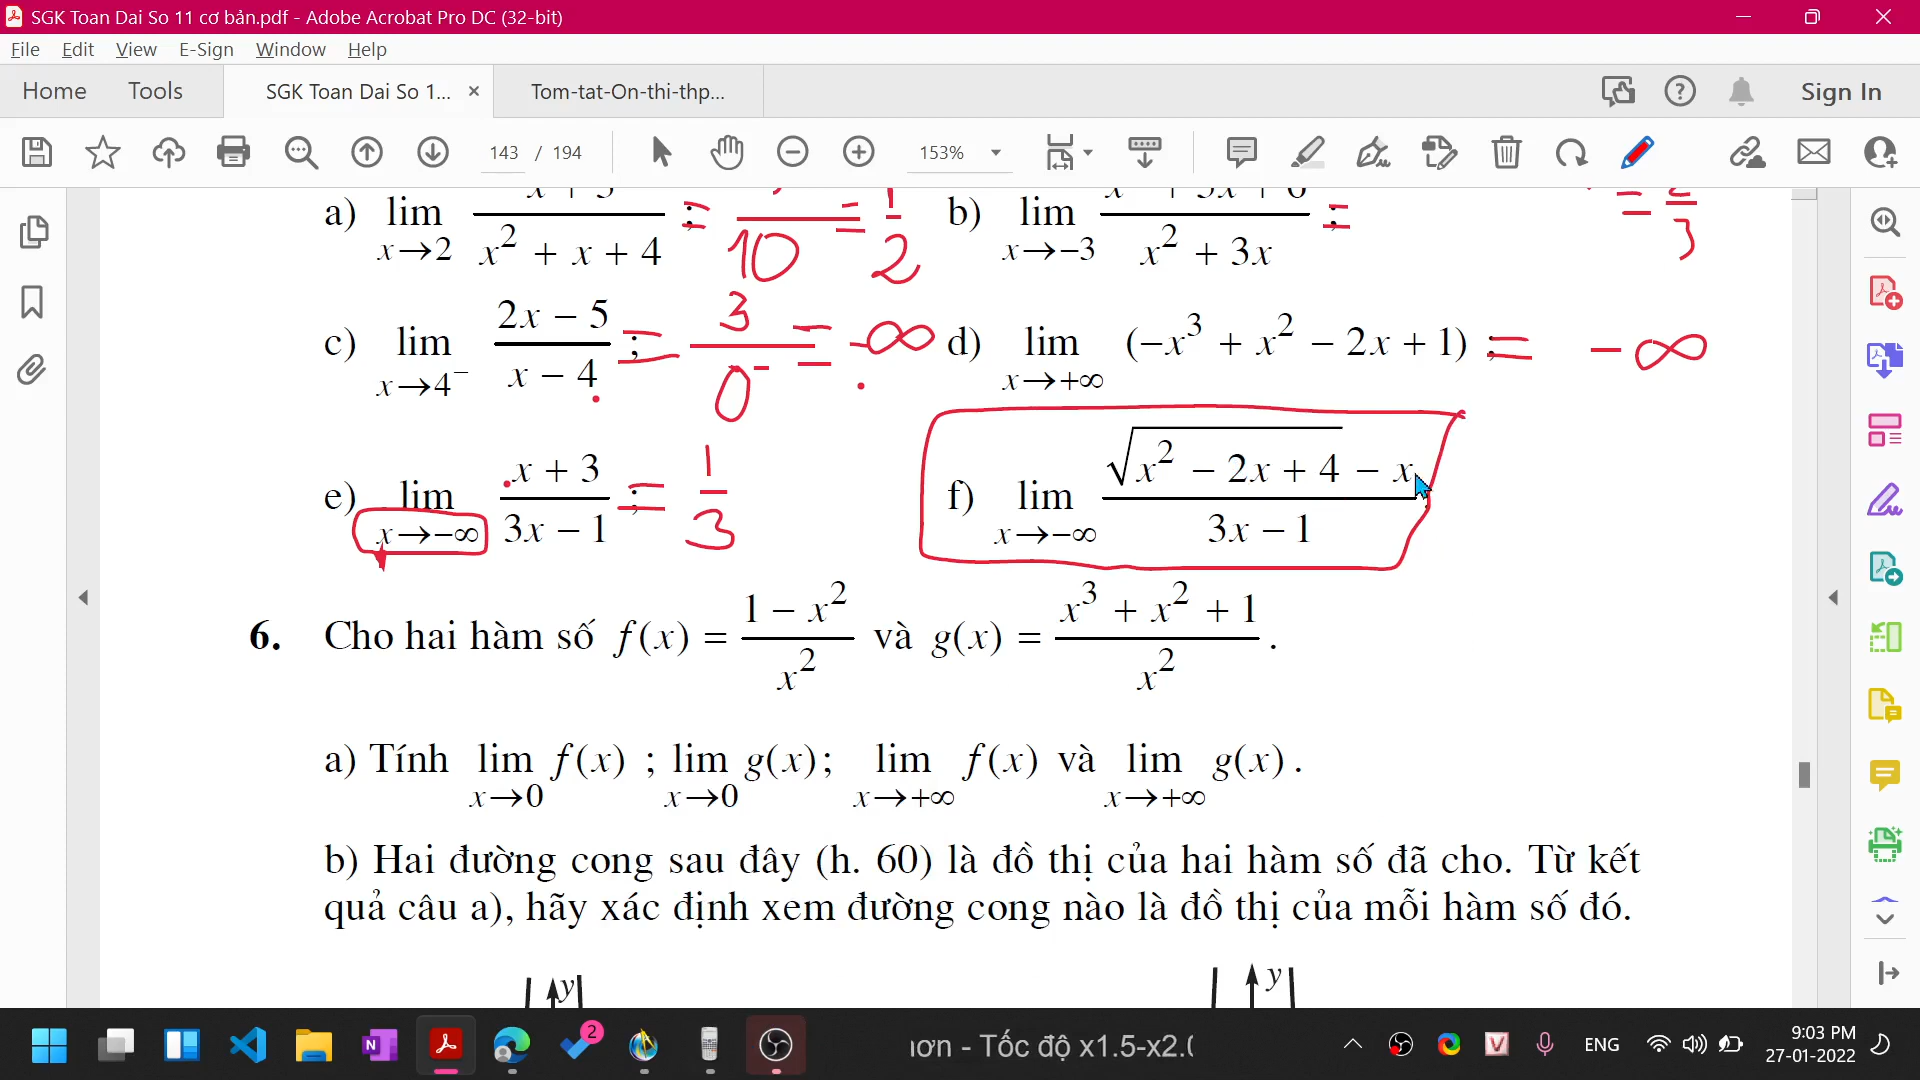 SGK Toan Dai So 11 cơ bản.pdf - Adobe Acrobat Pro DC (32-bit)
File Edit View E-Sign Window Help
Home Tools SGK Toan Dai So 1... × Tom-tat-On-thi-thp... Sign In
143 / 194 153%
a) lim x→2 x² + x + 4 ; = 10 = 1/2 b) lim x→−3 x² + 3x ; = = 2/3
c) lim x→4⁻ (2x − 5)/(x − 4) ; = 3/0⁻ = -∞ d) lim x→+∞ (−x³ + x² − 2x + 1) ; = - ∞
e) lim x→−∞ (x + 3)/(3x − 1) ; = 1/3 f) lim x→−∞ (√(x² − 2x + 4) − x)/(3x − 1)
6. Cho hai hàm số f(x) = (1 − x²)/x² và g(x) = (x³ + x² + 1)/x² .
a) Tính lim x→0 f(x) ; lim x→0 g(x); lim x→+∞ f(x) và lim x→+∞ g(x) .
b) Hai đường cong sau đây (h. 60) là đồ thị của hai hàm số đã cho. Từ kết
quả câu a), hãy xác định xem đường cong nào là đồ thị của mỗi hàm số đó.
y y
2 - Tốc độ x1.5-x2. ENG 9:03 PM
27-01-2022